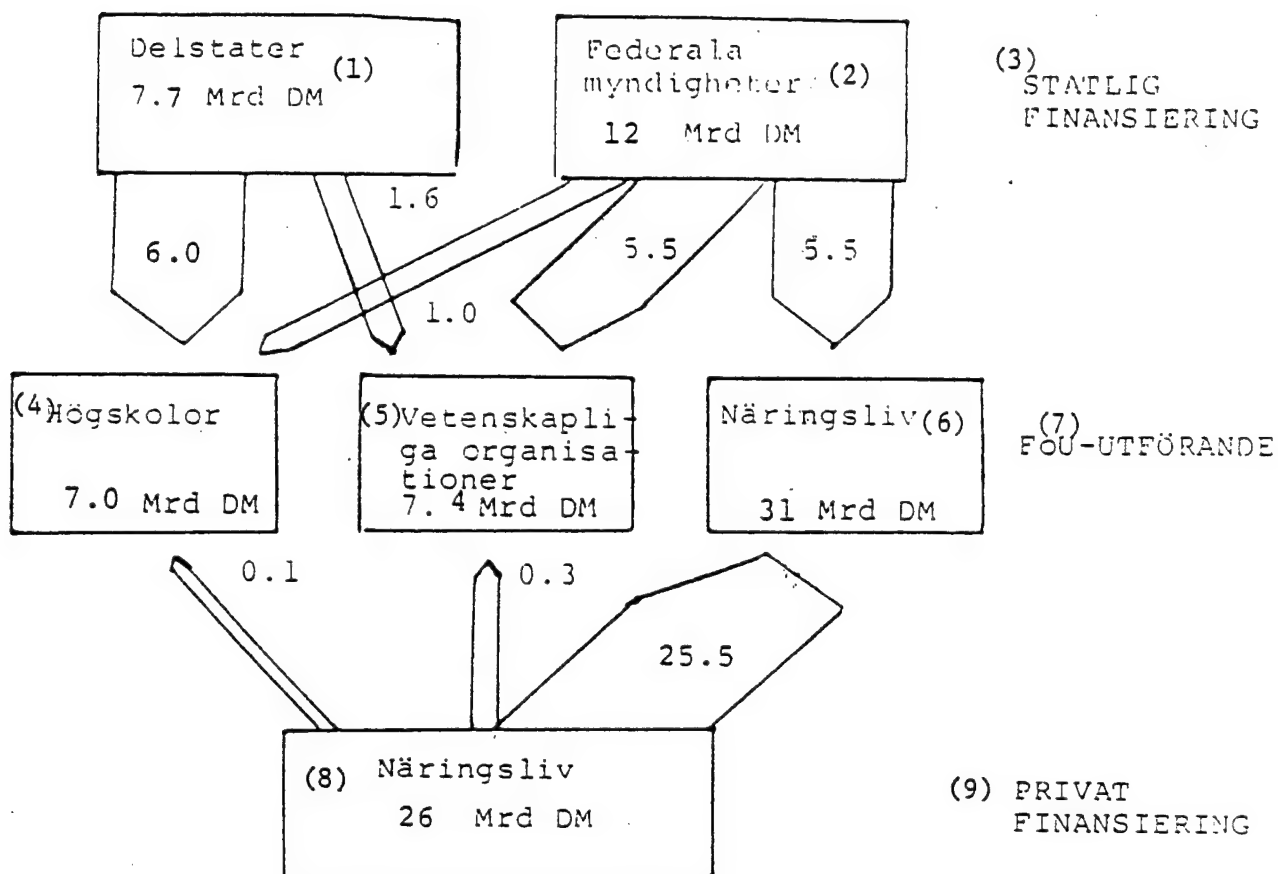 Delstater
(1)
7.7 Mrd DM
Federala
myndigheter (2)
12 Mrd DM
(3)
STATLIG
FINANSIERING
6.0
1.6
1.0
5.5
5.5
(4) Högskolor
7.0 Mrd DM
(5) Vetenskapli-
ga organisa-
tioner
7.4 Mrd DM
Näringsliv (6)
31 Mrd DM
(7)
FOU-UTFÖRANDE
0.1
0.3
25.5
(8) Näringsliv
26 Mrd DM
(9) PRIVAT
FINANSIERING